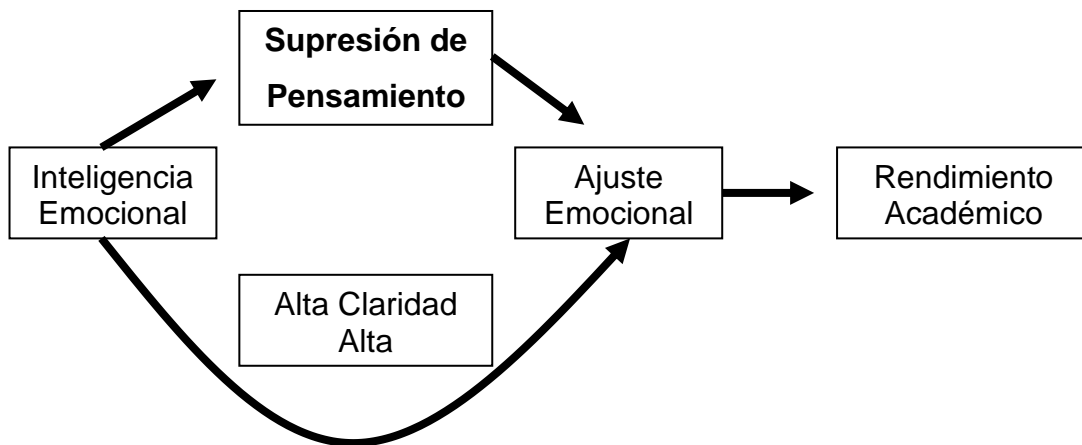 Supresión de
Pensamiento
Inteligencia
Emocional
Ajuste
Emocional
Rendimiento
Académico
Alta Claridad
Alta